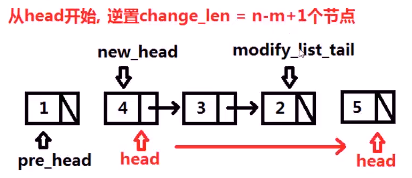 从head开始, 逆置change_len = n-m+1个节点
new_head
modify_list_tail
1 4 3 2 5
pre_head head head